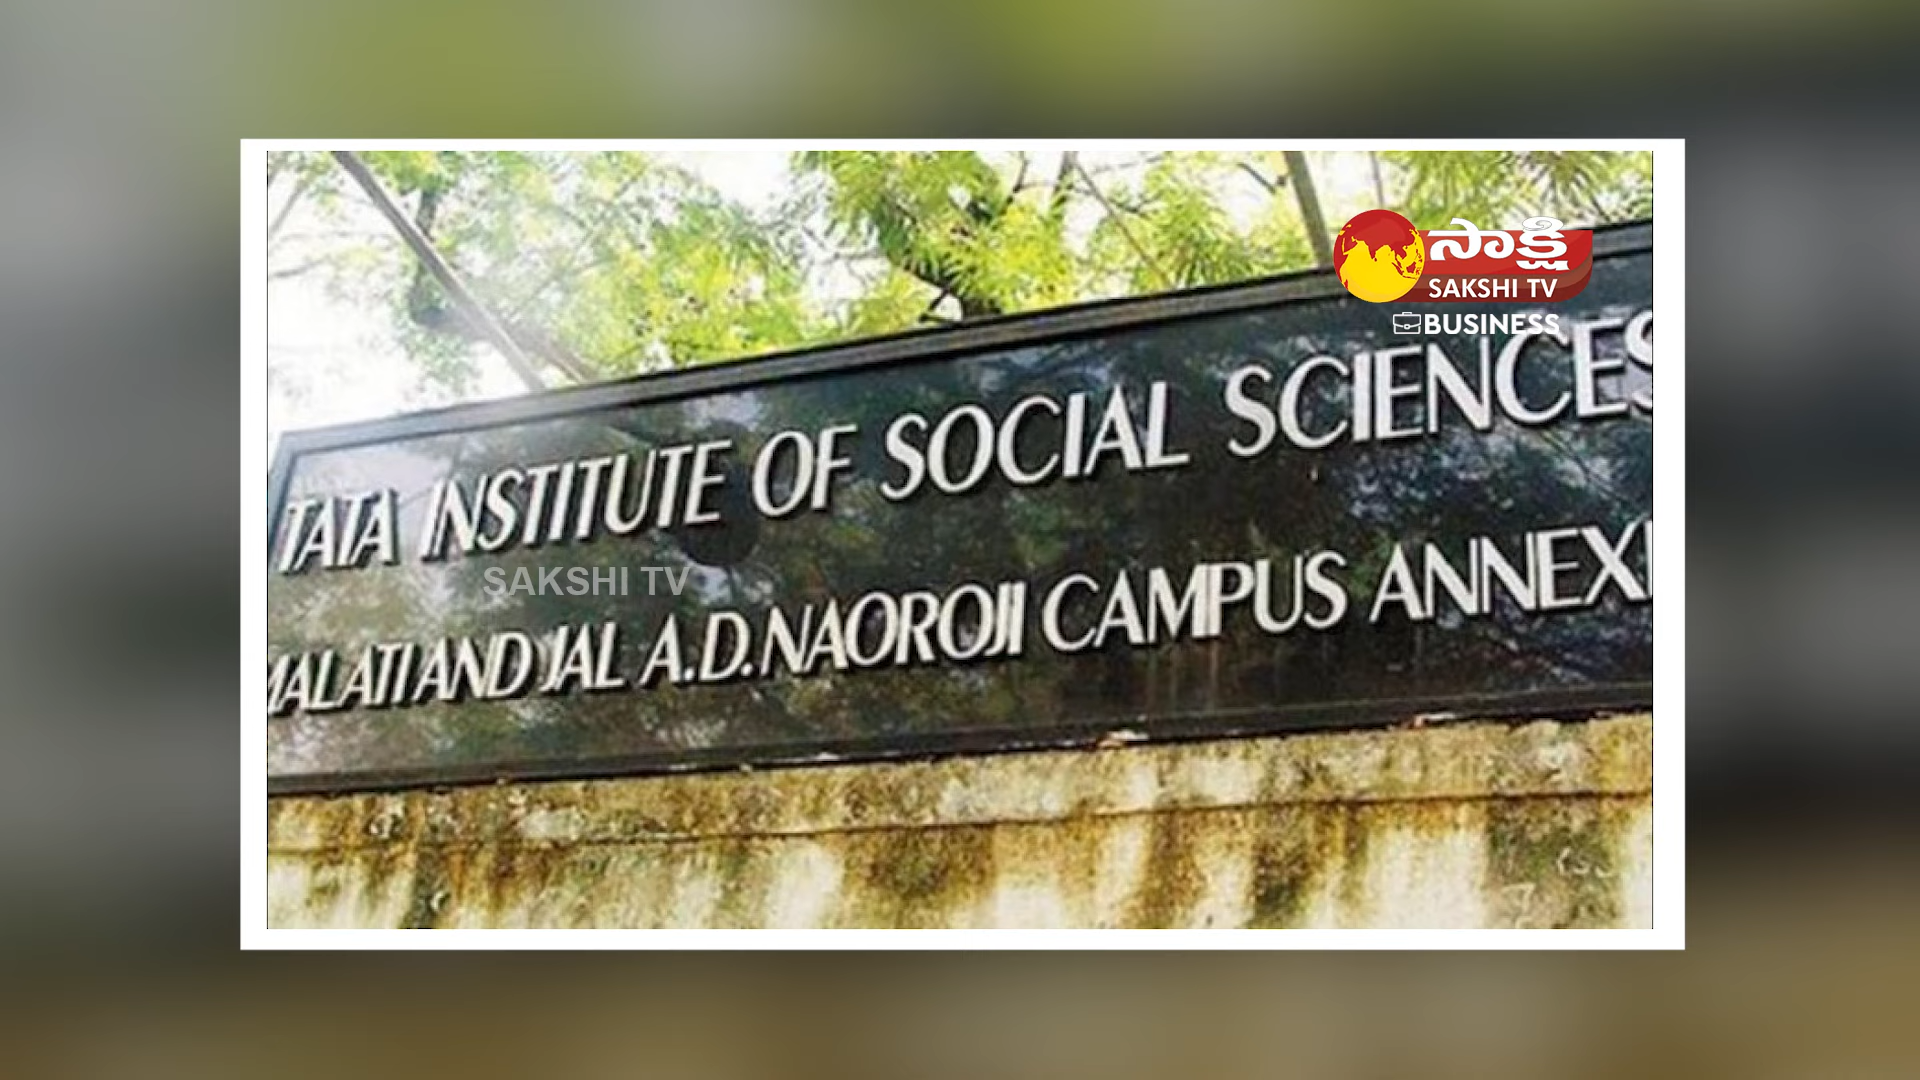 సాక్షి
SAKSHI TV
BUSINESS
TATA INSTITUTE OF SOCIAL SCIENCES
SAKSHI TV
MALATI AND JAL A.D.NAOROJI CAMPUS ANNEX